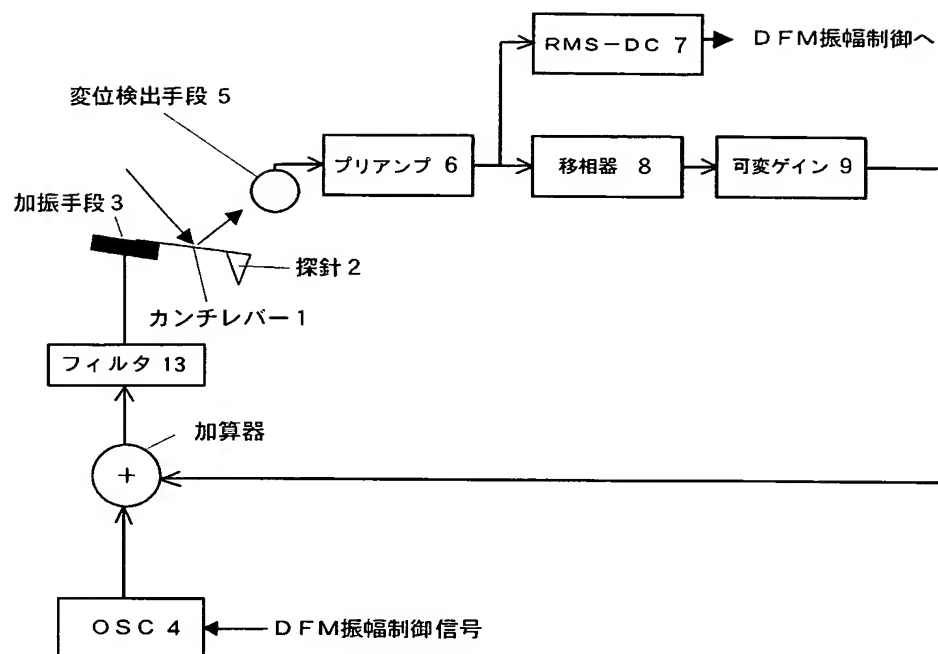 RMS－DC 7
DFM振幅制御へ
変位検出手段 5
プリアンプ 6
移相器 8
可変ゲイン 9
加振手段 3
探針 2
カンチレバー 1
フィルタ 13
加算器
+
OSC 4
DFM振幅制御信号